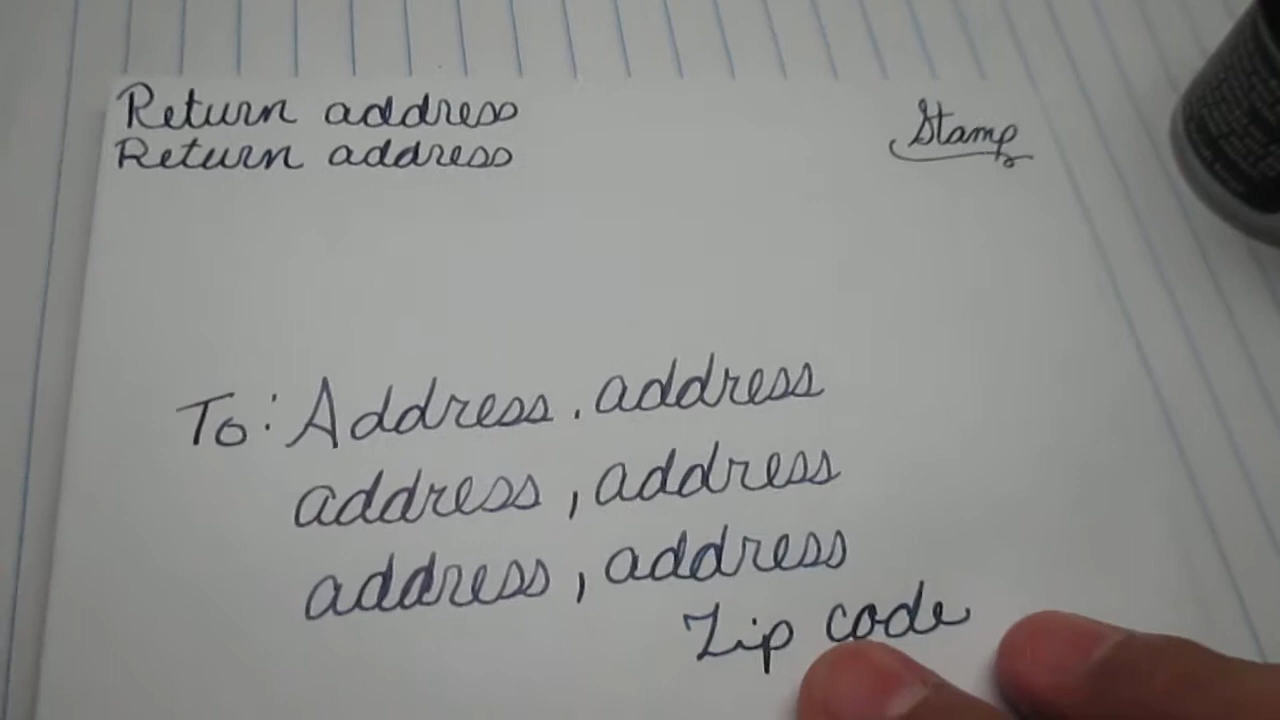 Return address
Return address
Stamp
To: Address. address
address, address
address, address
Zip code